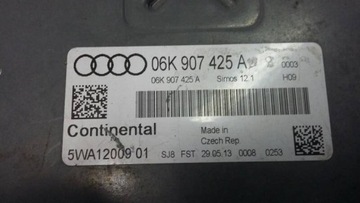 06K 907 425 A
0003
06K 907 425 A Simos 12.1 H09
Continental
Made in
Czech Rep.
5WA12009 01 SJ8 FST 29.05.13 0008 0253